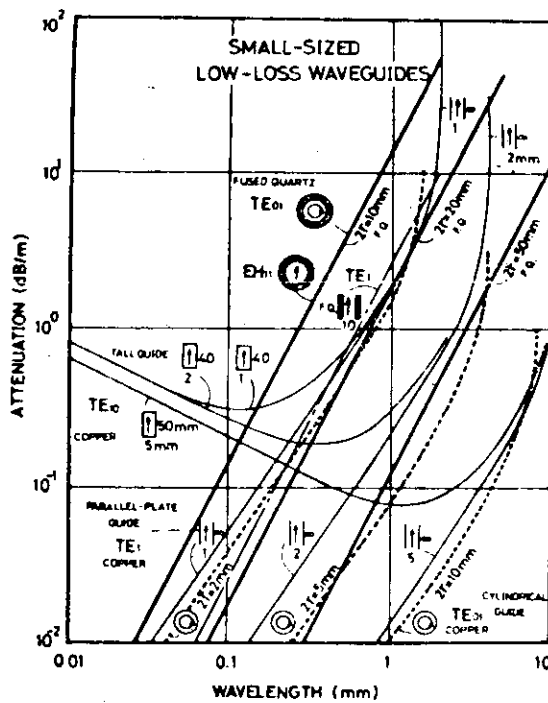 SMALL-SIZED
LOW-LOSS WAVEGUIDES
10²
10¹
10⁰
10⁻¹
10⁻²
ATTENUATION (dB/m)
1
2mm
FUSED QUARTZ
TE₀₁
2r=10mm
F.Q.
2r=20mm
F.Q.
2r=50mm
F.Q.
EH₁₁
TE₁
F.Q.
10
TALL GUIDE
40
2
40
1
TE₁₀
COPPER
50mm
5mm
PARALLEL-PLATE
GUIDE
TE₁
COPPER
1
2r=2mm
2
2r=5mm
5
2r=10mm
CYLINDRICAL
GUIDE
TE₀₁
COPPER
0.01
0.1
1.0
10
WAVELENGTH (mm)